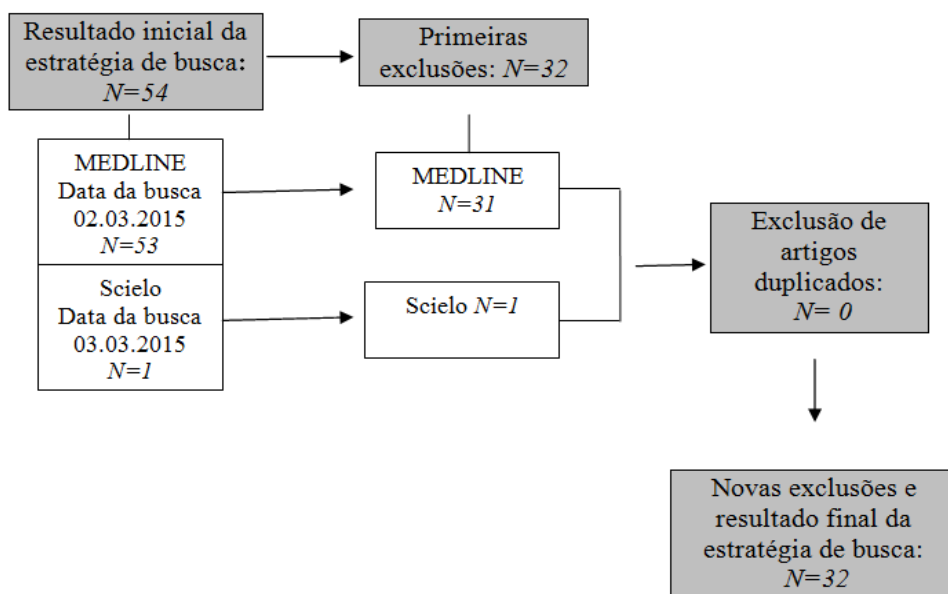 Resultado inicial da
estratégia de busca:
N=54
Primeiras
exclusões: N=32
MEDLINE
Data da busca
02.03.2015
N=53
MEDLINE
N=31
Scielo
Data da busca
03.03.2015
N=1
Scielo N=1
Exclusão de
artigos
duplicados:
N= 0
Novas exclusões e
resultado final da
estratégia de busca:
N=32